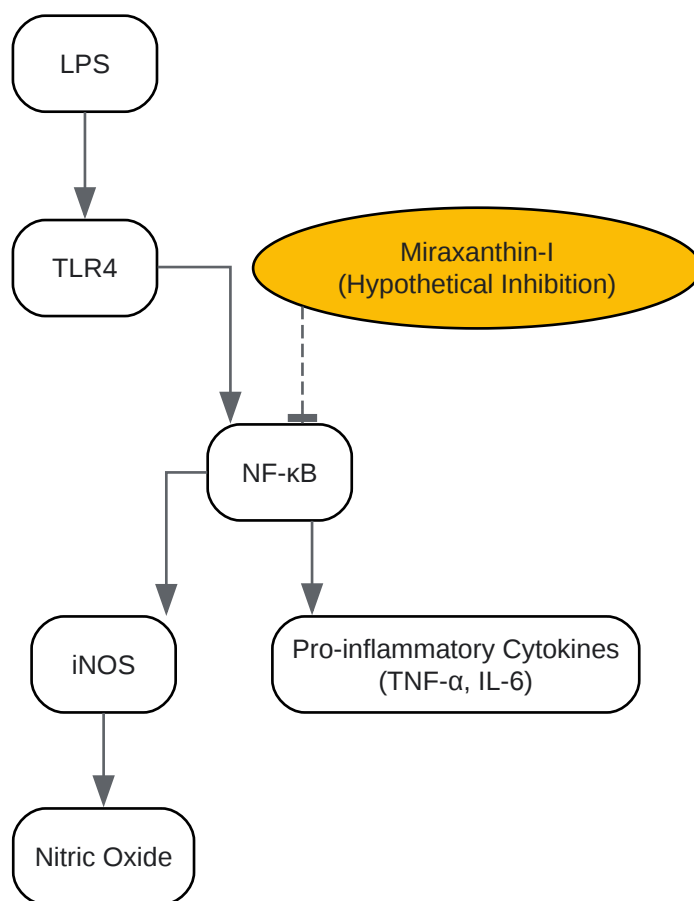 LPS
TLR4
Miraxanthin-I
(Hypothetical Inhibition)
NF-κB
iNOS
Pro-inflammatory Cytokines
(TNF-α, IL-6)
Nitric Oxide